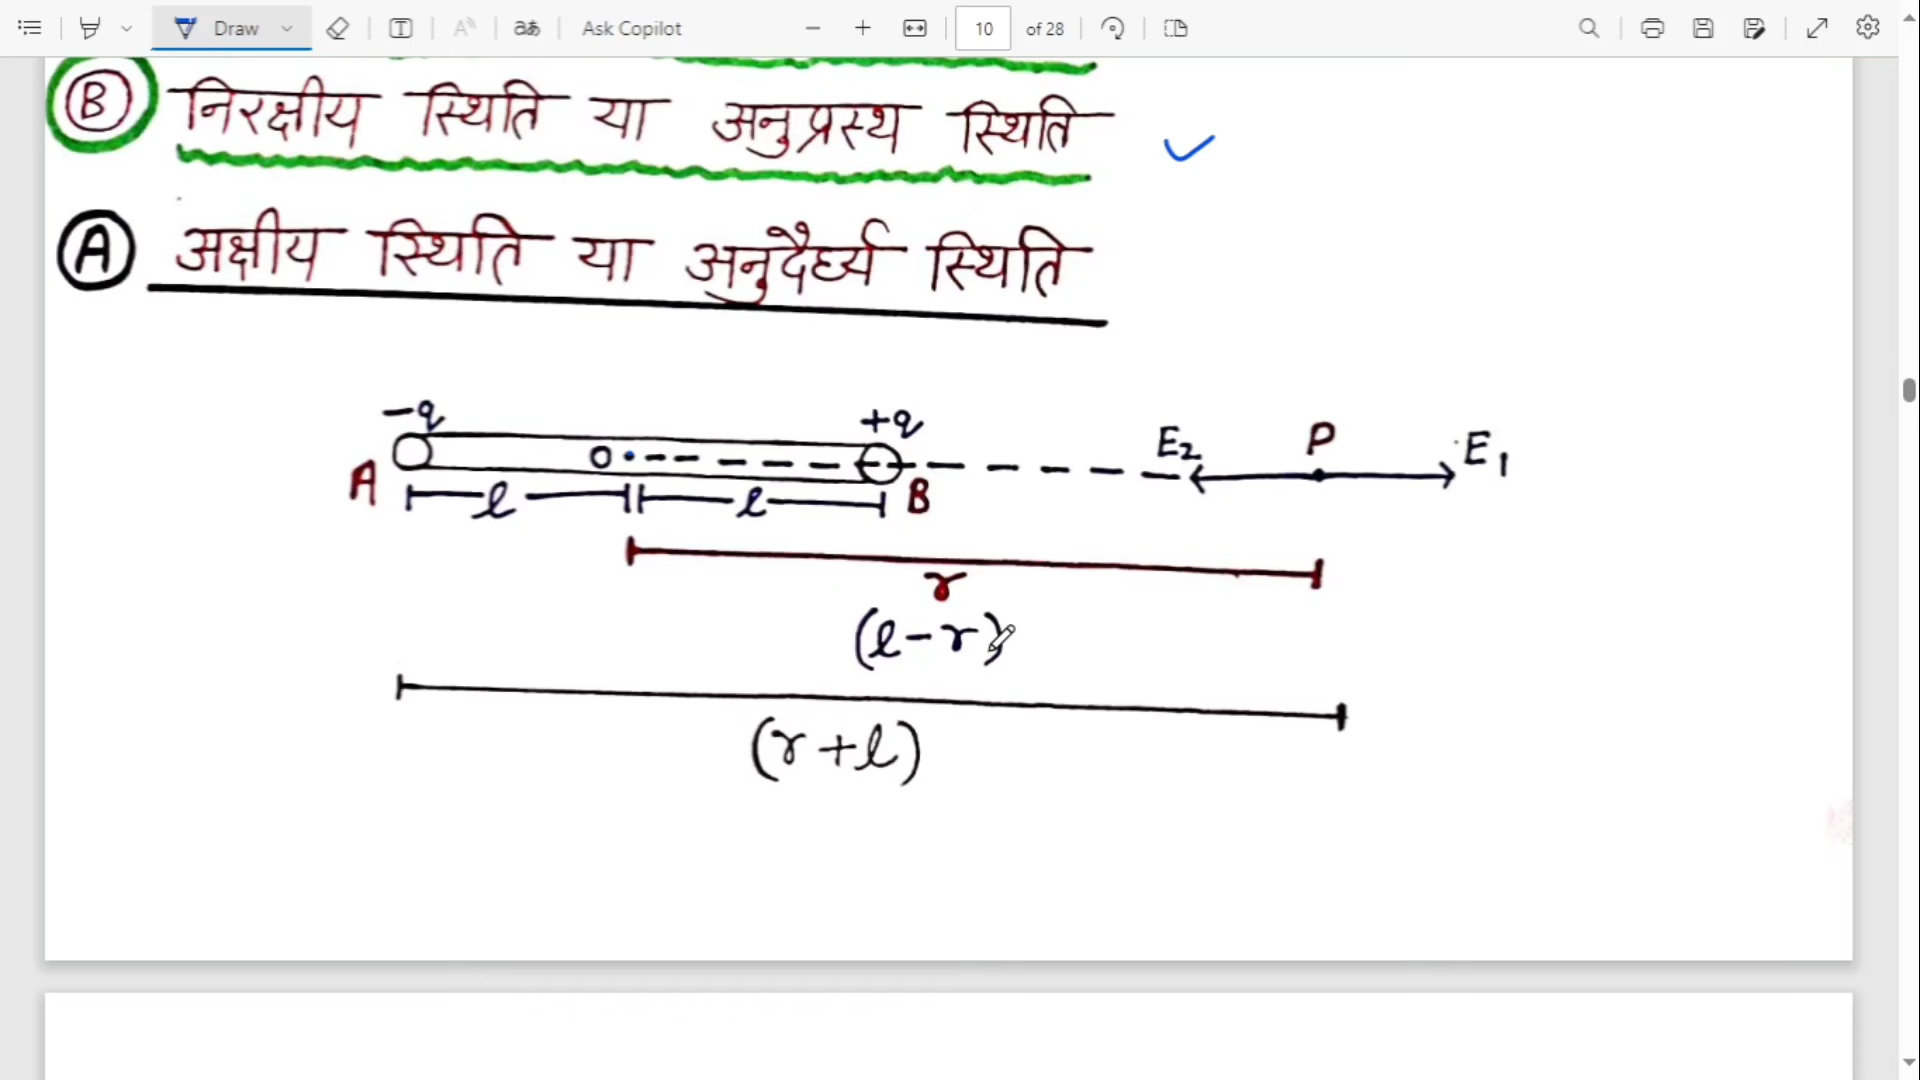 Draw
Ask Copilot
10 of 28
B निरक्षीय स्थिति या अनुप्रस्थ स्थिति
A अक्षीय स्थिति या अनुदैर्घ्य स्थिति
-q +q E2 P E1
A O B
l l
r
(l-r)
(r+l)